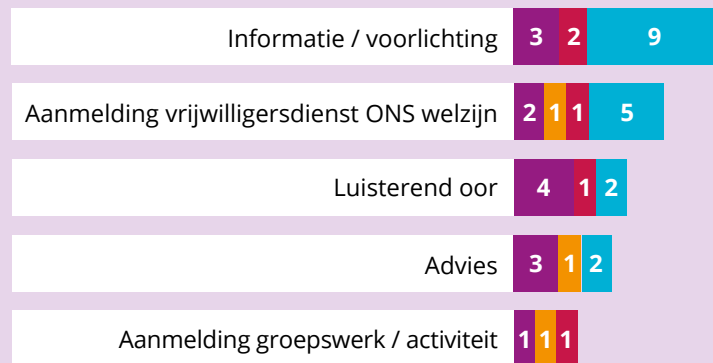 Informatie / voorlichting 3 2 9
Aanmelding vrijwilligersdienst ONS welzijn 2 1 1 5
Luisterend oor 4 1 2
Advies 3 1 2
Aanmelding groepswerk / activiteit 1 1 1